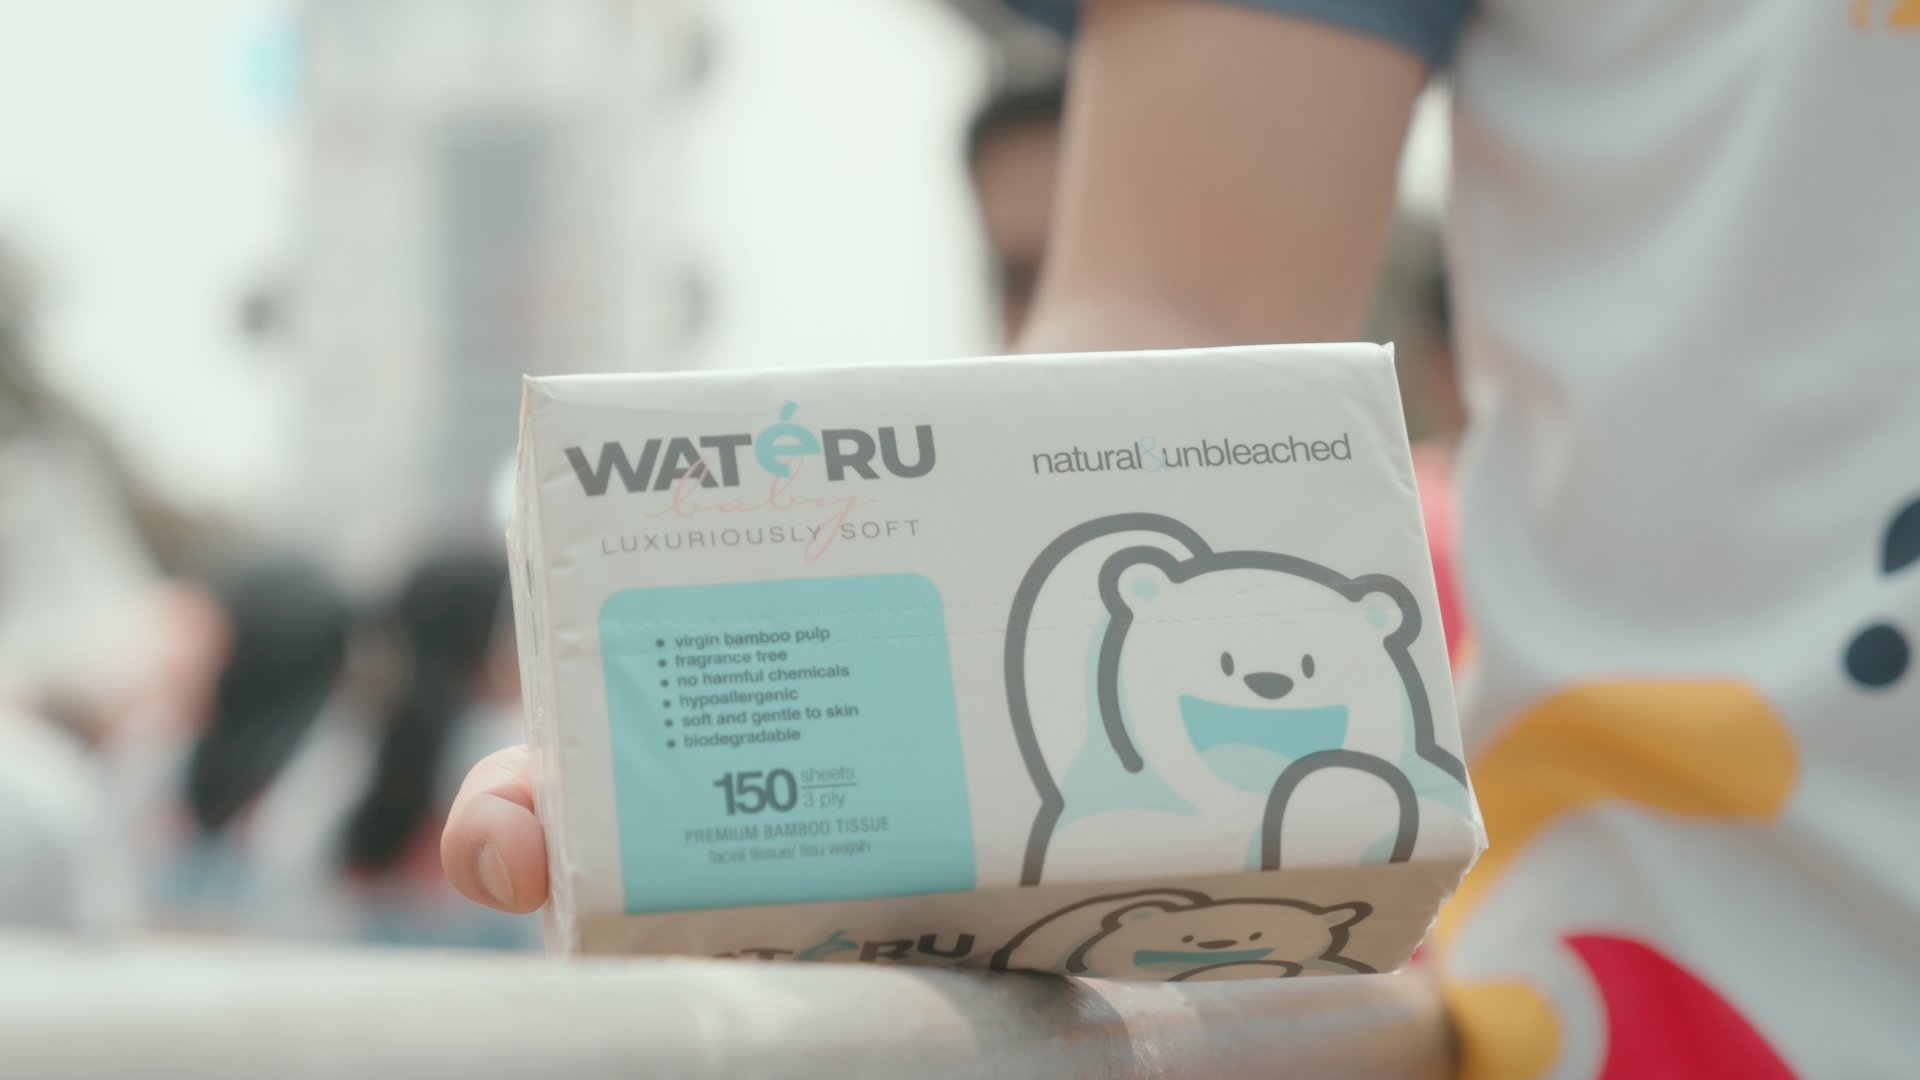 WATéRU
baby
LUXURIOUSLY SOFT
natural&unbleached
• virgin bamboo pulp
• fragrance free
• no harmful chemicals
• hypoallergenic
• soft and gentle to skin
• biodegradable
150 sheets
3 ply
PREMIUM BAMBOO TISSUE
facial tissue/ tisu wajah
WATéRU